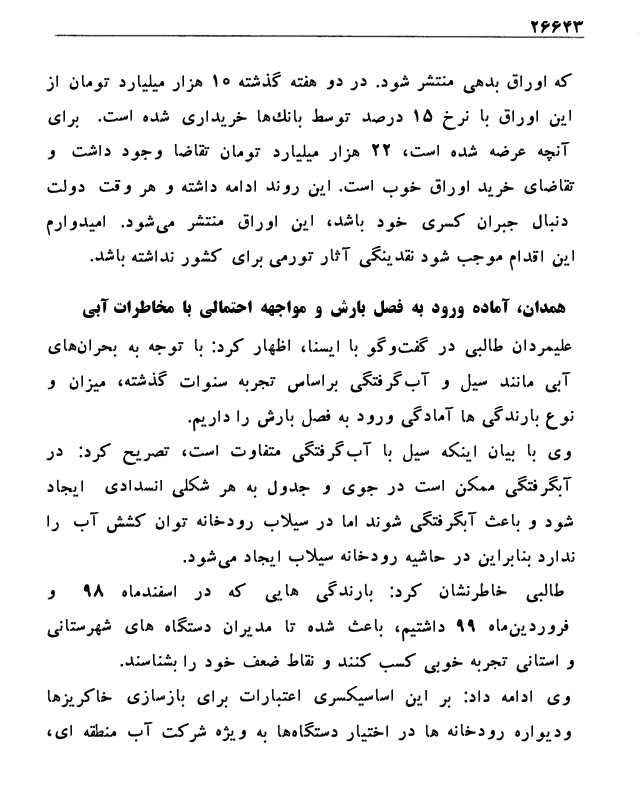 ۲۶۶۴۳
که اوراق بدهی منتشر شود. در دو هفته گذشته ۱۵ هزار میلیارد تومان از
این اوراق با نرخ ۱۵ درصد توسط بانك‌ها خریداری شده است. برای
آنچه عرضه شده است، ۲۲ هزار میلیارد تومان تقاضا وجود داشت و
تقاضای خرید اوراق خوب است. این روند ادامه داشته و هر وقت دولت
دنبال جبران کسری خود باشد، این اوراق منتشر می‌شود. امیدوارم
این اقدام موجب شود نقدینگی آثار تورمی برای کشور نداشته باشد.
همدان، آماده ورود به فصل بارش و مواجهه احتمالی با مخاطرات آبی
علیمردان طالبی در گفت‌وگو با ایسنا، اظهار کرد: با توجه به بحران‌های
آبی مانند سیل و آب‌گرفتگی براساس تجربه سنوات گذشته، میزان و
نوع بارندگی ها آمادگی ورود به فصل بارش را داریم.
وی با بیان اینکه سیل با آب‌گرفتگی متفاوت است، تصریح کرد: در
آبگرفتگی ممکن است در جوی و جدول به هر شکلی انسدادی ایجاد
شود و باعث آبگرفتگی شوند اما در سیلاب رودخانه توان کشش آب را
ندارد بنابراین در حاشیه رودخانه سیلاب ایجاد می‌شود.
طالبی خاطرنشان کرد: بارندگی هایی که در اسفندماه ۹۸ و
فروردین‌ماه ۹۹ داشتیم، باعث شده تا مدیران دستگاه های شهرستانی
و استانی تجربه خوبی کسب کنند و نقاط ضعف خود را بشناسند.
وی ادامه داد: بر این اساسیکسری اعتبارات برای بازسازی خاکریزها
ودیواره رودخانه ها در اختیار دستگاه‌ها به ویژه شرکت آب منطقه ای،